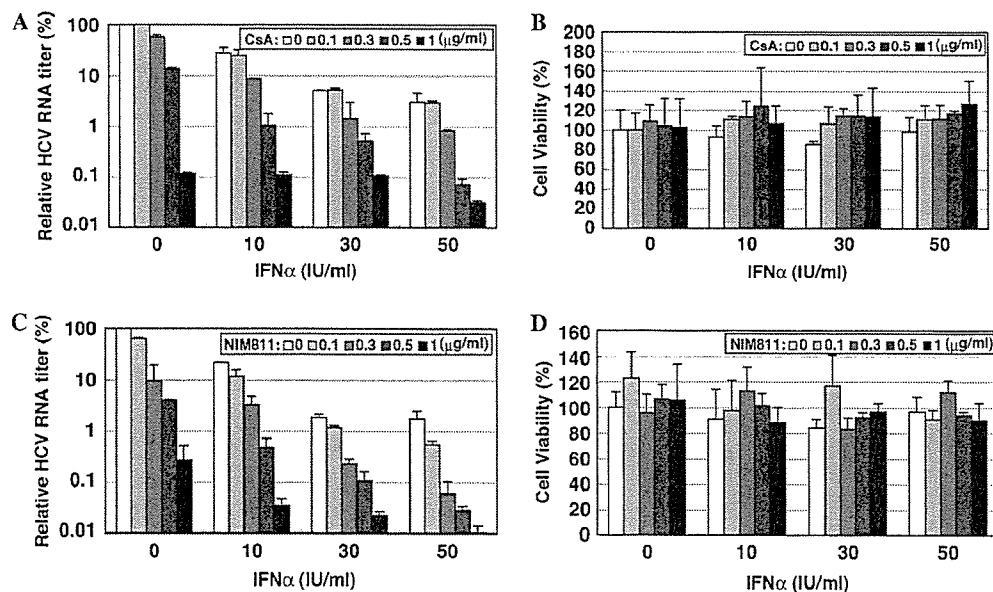 A
Relative HCV RNA titer (%)
100
10
1
0.1
0.01
CsA: 0 0.1 0.3 0.5 1 (μg/ml)
0 10 30 50
IFNα (IU/ml)
B
Cell Viability (%)
200
180
160
140
120
100
80
60
40
20
0
CsA: 0 0.1 0.3 0.5 1 (μg/ml)
0 10 30 50
IFNα (IU/ml)
C
Relative HCV RNA titer (%)
100
10
1
0.1
0.01
NIM811: 0 0.1 0.3 0.5 1 (μg/ml)
0 10 30 50
IFNα (IU/ml)
D
Cell Viability (%)
160
140
120
100
80
60
40
20
0
NIM811: 0 0.1 0.3 0.5 1 (μg/ml)
0 10 30 50
IFNα (IU/ml)